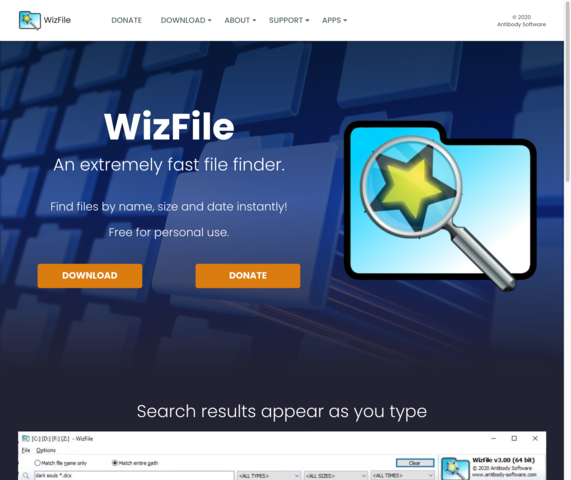 WizFile
DONATE
DOWNLOAD
ABOUT
SUPPORT
APPS
© 2020
Antibody Software
WizFile
An extremely fast file finder.
Find files by name, size and date instantly!
Free for personal use.
DOWNLOAD
DONATE
Search results appear as you type
[C:] [D:] [F:] [Z:] - WizFile
File Options
Match file name only
Match entire path
Clear
WizFile v3.00 (64 bit)
© 2020 Antibody Software
www.antibody-software.com
dark souls *.dcx
<ALL TYPES>
<ALL SIZES>
<ALL TIMES>